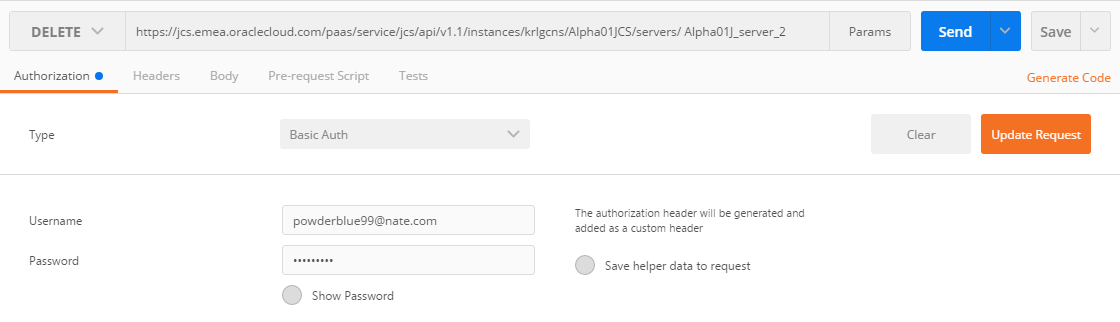 DELETE https://jcs.emea.oraclecloud.com/paas/service/jcs/api/v1.1/instances/krlgcns/Alpha01JCS/servers/ Alpha01J_server_2 Params Send Save
Authorization Headers Body Pre-request Script Tests Generate Code
Type Basic Auth Clear Update Request
Username powderblue99@nate.com The authorization header will be generated and
added as a custom header
Password ••••••••• Save helper data to request
Show Password